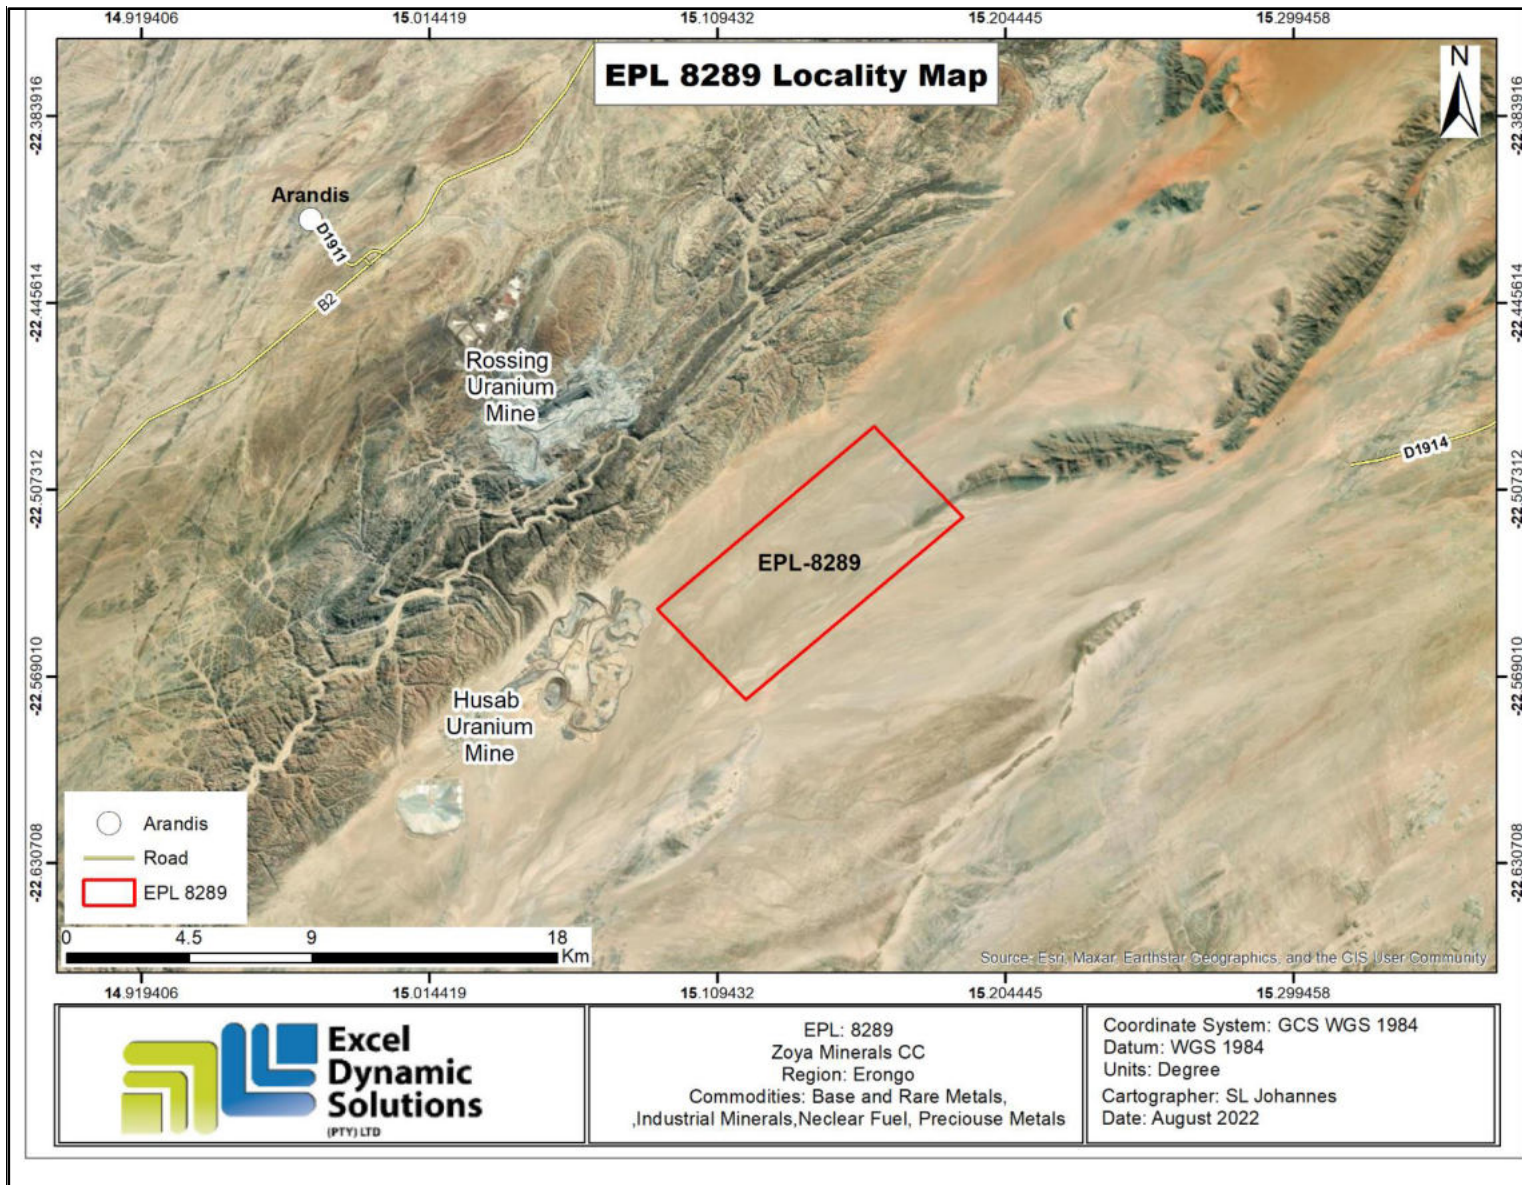 14.919406 15.014419 15.109432 15.204445 15.299458
EPL 8289 Locality Map
N
-22.383916
-22.383916
Arandis
D1911
B2
-22.445614
-22.445614
Rossing
Uranium
Mine
D1914
-22.507312
-22.507312
EPL-8289
-22.569010
-22.569010
Husab
Uranium
Mine
Arandis
Road
EPL 8289
-22.630708
-22.630708
0 4.5 9 18
Km
Source: Esri, Maxar, Earthstar Geographics, and the GIS User Community
14.919406 15.014419 15.109432 15.204445 15.299458
Excel
Dynamic
Solutions
(PTY) LTD
EPL: 8289
Zoya Minerals CC
Region: Erongo
Commodities: Base and Rare Metals,
,Industrial Minerals,Neclear Fuel, Preciouse Metals
Coordinate System: GCS WGS 1984
Datum: WGS 1984
Units: Degree
Cartographer: SL Johannes
Date: August 2022